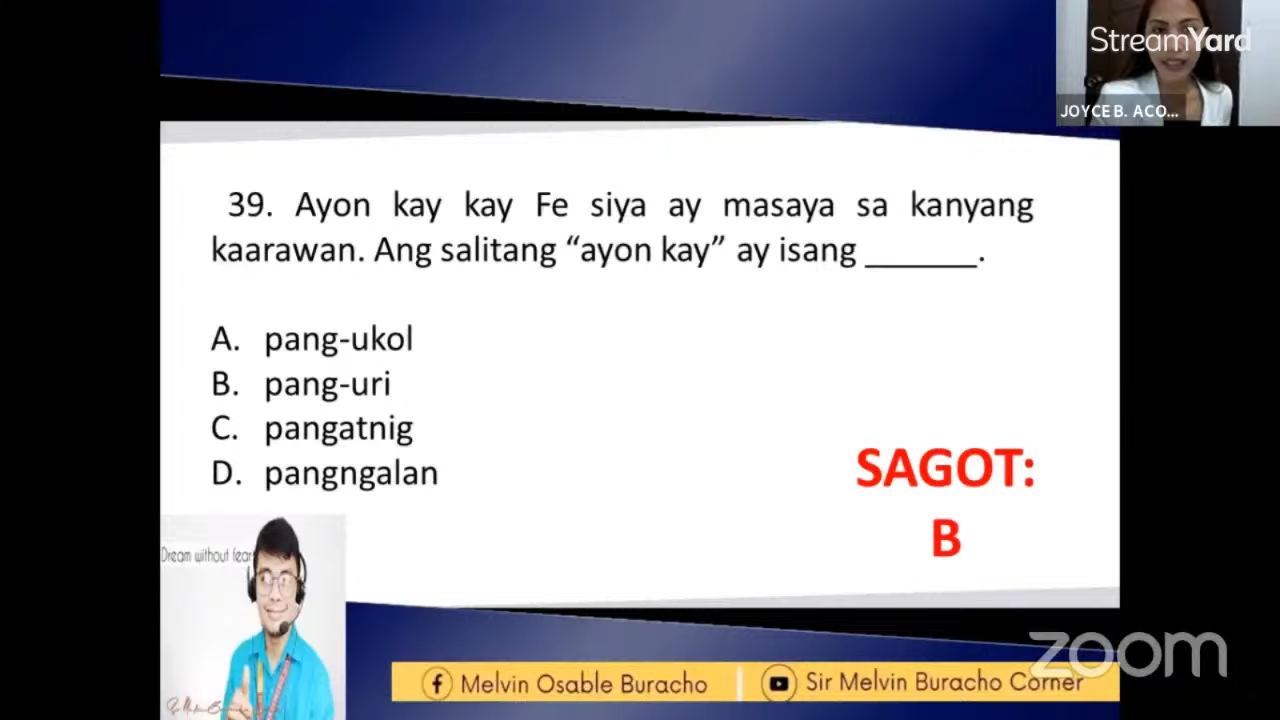 StreamYard
JOYCE B. ACO...
39. Ayon kay kay Fe siya ay masaya sa kanyang
kaarawan. Ang salitang “ayon kay” ay isang ______.
A. pang-ukol
B. pang-uri
C. pangatnig
D. pangngalan
SAGOT:
B
Dream without fear
zoom
Melvin Osable Buracho
Sir Melvin Buracho Corner